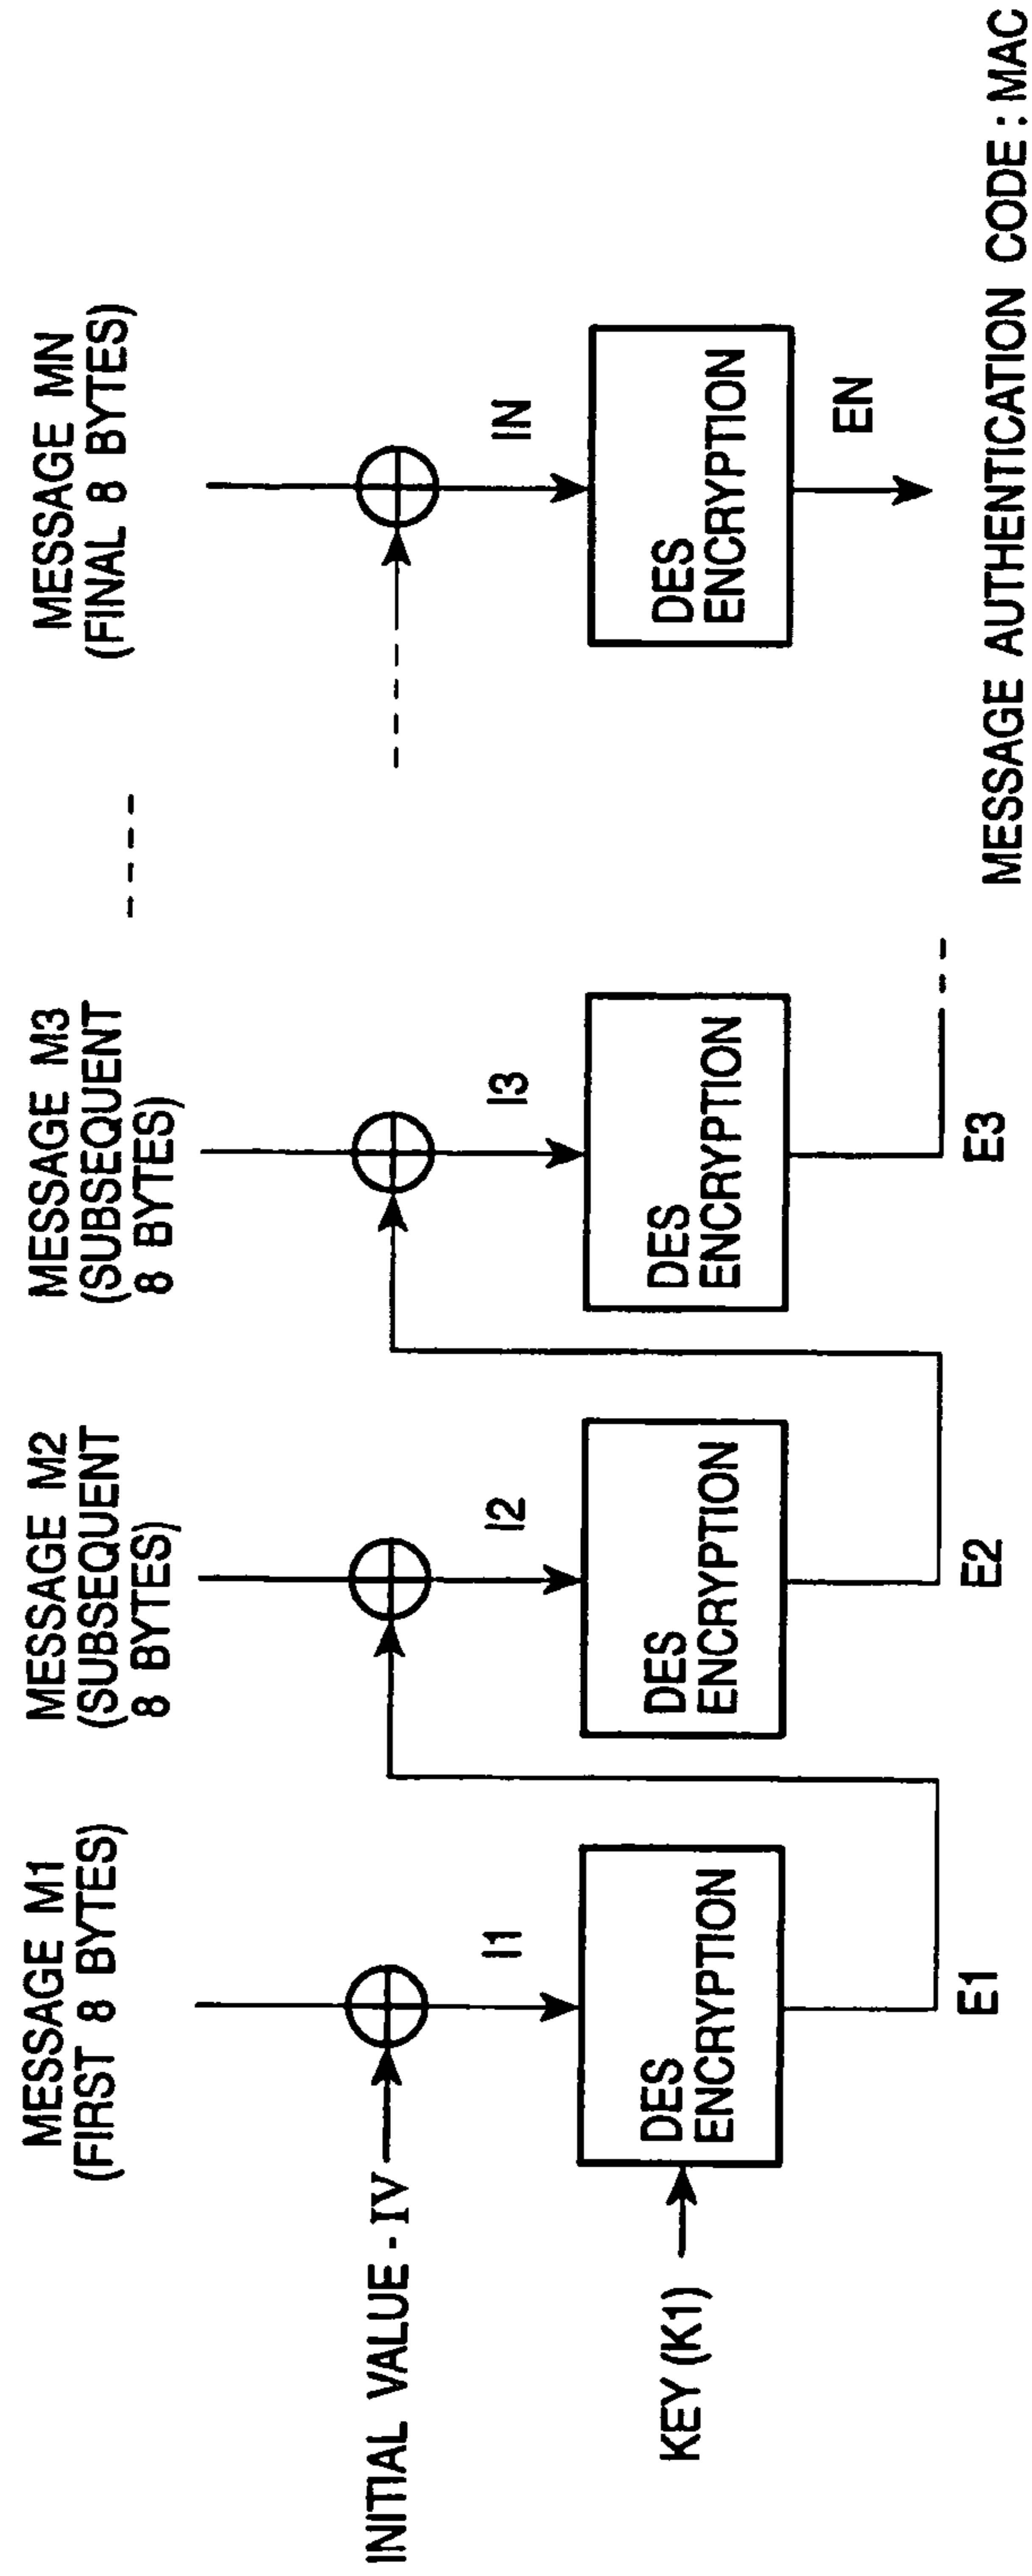 MESSAGE M1
(FIRST 8 BYTES)
MESSAGE M2
(SUBSEQUENT
8 BYTES)
MESSAGE M3
(SUBSEQUENT
8 BYTES)
MESSAGE MN
(FINAL 8 BYTES)
INITIAL VALUE - IV
I1
I2
I3
IN
KEY (K1)
DES
ENCRYPTION
DES
ENCRYPTION
DES
ENCRYPTION
DES
ENCRYPTION
E1
E2
E3
EN
MESSAGE AUTHENTICATION CODE : MAC